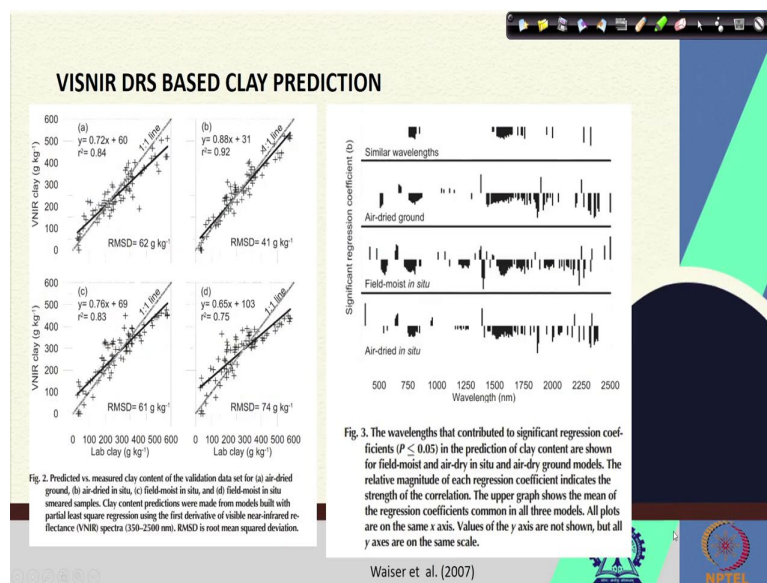 VISNIR DRS BASED CLAY PREDICTION
(a)
y= 0.72x + 60
r²= 0.84
1:1 line
RMSD= 62 g kg⁻¹
(b)
y= 0.88x + 31
r²= 0.92
1:1 line
RMSD= 41 g kg⁻¹
VNIR clay (g kg⁻¹)
600
500
400
300
200
100
0
(c)
y= 0.76x + 69
r²= 0.83
1:1 line
RMSD= 61 g kg⁻¹
(d)
y= 0.65x + 103
r²= 0.75
1:1 line
RMSD= 74 g kg⁻¹
VNIR clay (g kg⁻¹)
600
500
400
300
200
100
0
0 100 200 300 400 500 600
0 100 200 300 400 500 600
Lab clay (g kg⁻¹)
Lab clay (g kg⁻¹)
Fig. 2. Predicted vs. measured clay content of the validation data set for (a) air-dried
ground, (b) air-dried in situ, (c) field-moist in situ, and (d) field-moist in situ
smeared samples. Clay content predictions were made from models built with
partial least square regression using the first derivative of visible near-infrared re-
flectance (VNIR) spectra (350–2500 nm). RMSD is root mean squared deviation.
Significant regression coefficient (b)
Similar wavelengths
Air-dried ground
Field-moist in situ
Air-dried in situ
500 750 1000 1250 1500 1750 2000 2250 2500
Wavelength (nm)
Fig. 3. The wavelengths that contributed to significant regression coef-
ficients (P ≤ 0.05) in the prediction of clay content are shown
for field-moist and air-dry in situ and air-dry ground models. The
relative magnitude of each regression coefficient indicates the
strength of the correlation. The upper graph shows the mean of
the regression coefficients common in all three models. All plots
are on the same x axis. Values of the y axis are not shown, but all
y axes are on the same scale.
Waiser et al. (2007)
NPTEL